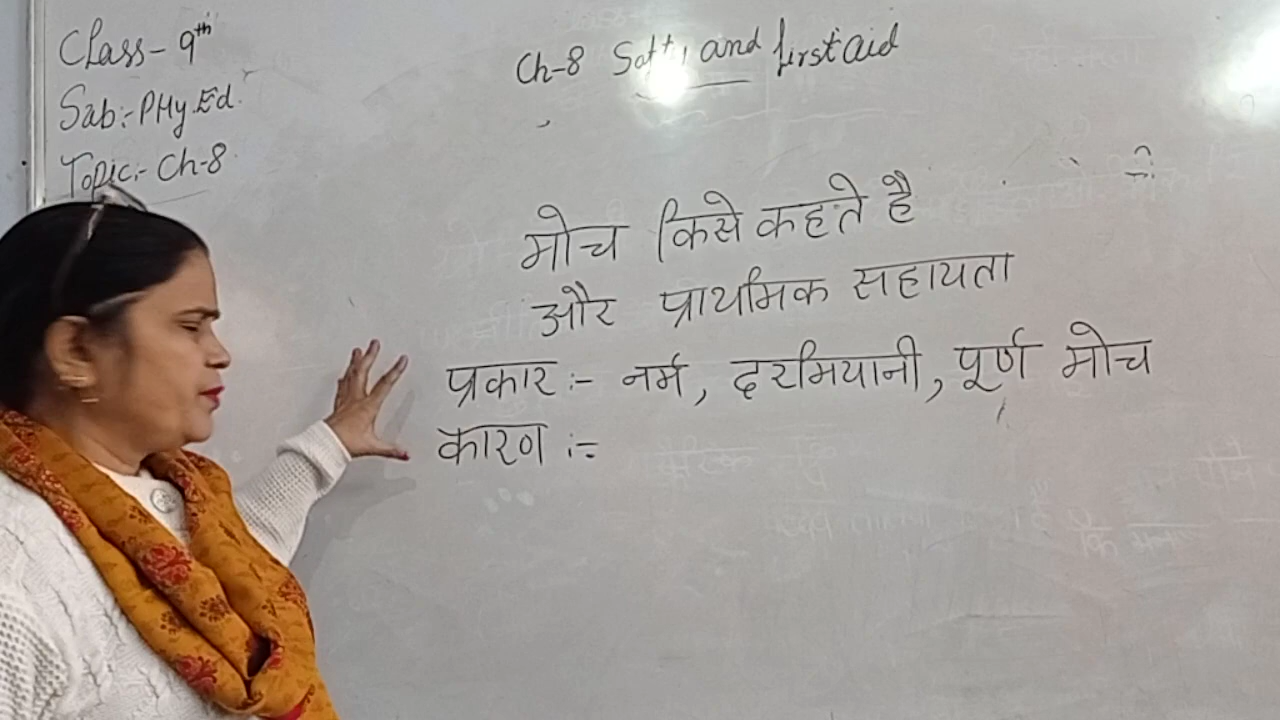 Class- 9th
Sab:- PHy.Ed.
Topic:- Ch-8
Ch-8 and first aid
मोच किसे कहते है
और प्राथमिक सहायता
प्रकार :- नर्म, दरमियानी, पूर्ण मोच
कारण :-